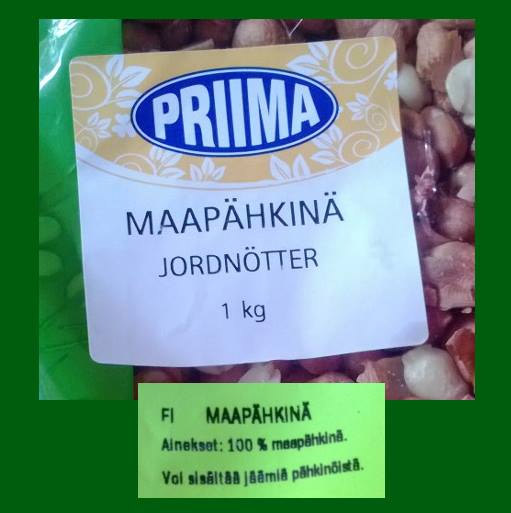 PRIIMA
MAAPÄHKINÄ
JORDNÖTTER
1 kg
FI MAAPÄHKINÄ
Ainekset: 100 % maapähkinä.
Voi sisältää jäämiä pähkinöistä.